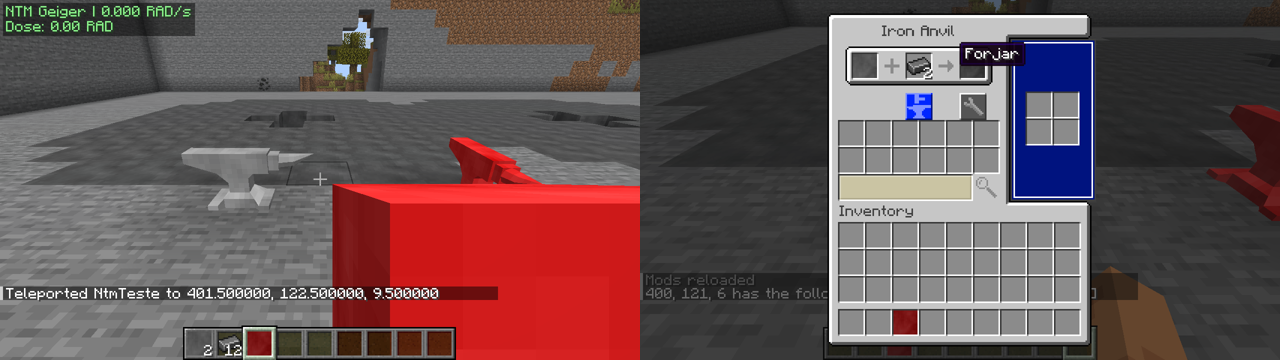 NTM Geiger | 0.000 RAD/s
Dose: 0.00 RAD
Teleported NtmTeste to 401.500000, 122.500000, 9.500000
2
12
Iron Anvil
Forjar
2
Inventory
Mods reloaded
400, 121, 6 has the follo